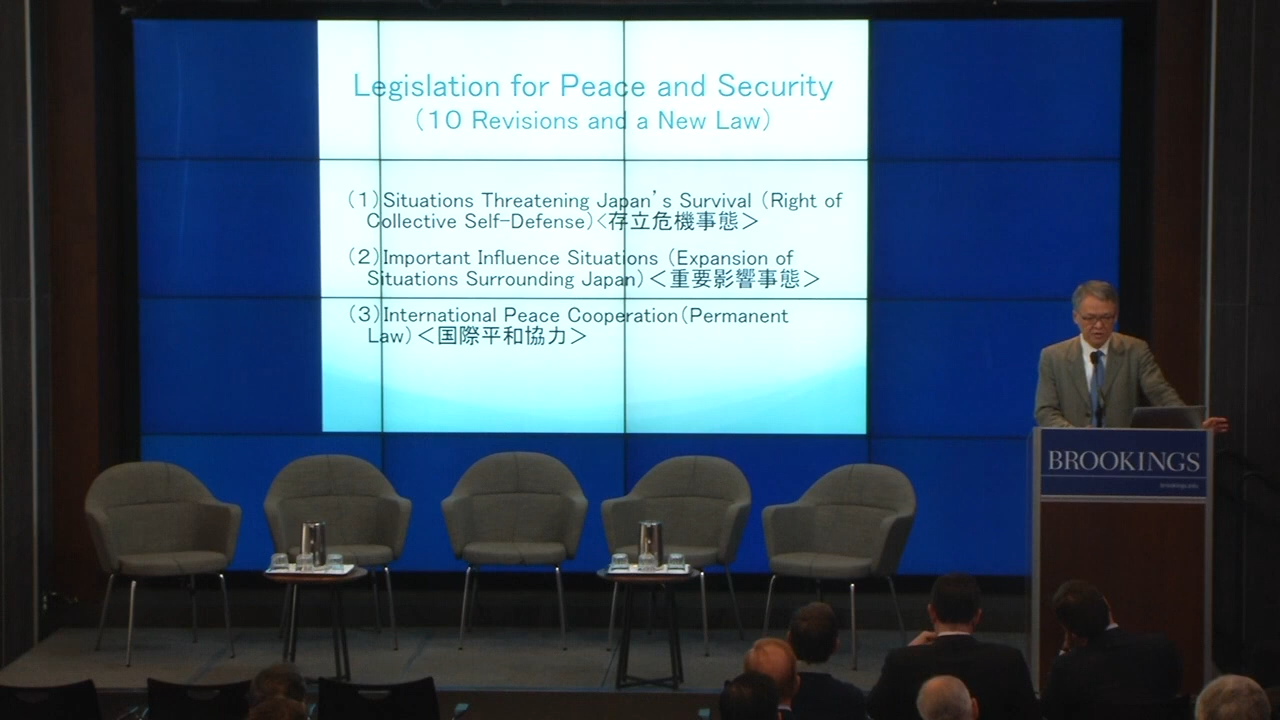 Legislation for Peace and Security
（10 Revisions and a New Law）
（1）Situations Threatening Japan’s Survival（Right of
Collective Self-Defense）<存立危機事態＞
（2）Important Influence Situations（Expansion of
Situations Surrounding Japan）＜重要影響事態＞
（3）International Peace Cooperation（Permanent
Law）＜国際平和協力＞
BROOKINGS
brookings.edu